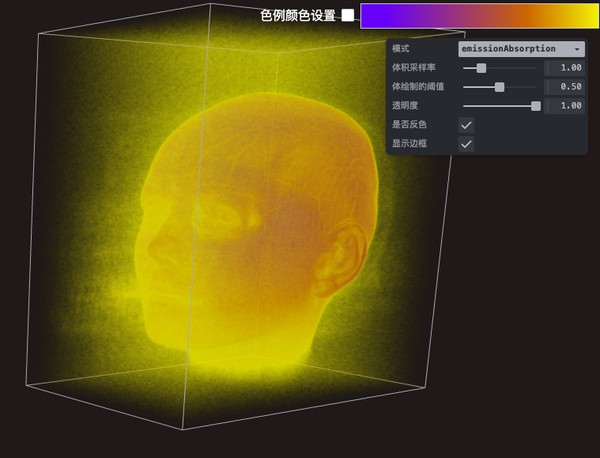 色例颜色设置
模式 emissionAbsorption
体积采样率 1.00
体绘制的阈值 0.50
透明度 1.00
是否反色
显示边框